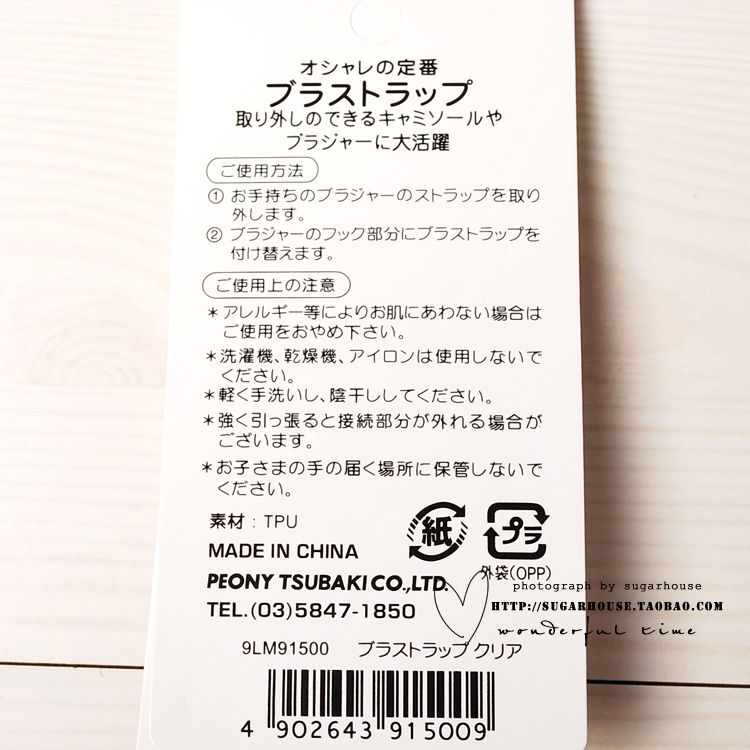 オシャレの定番
ブラストラップ
取り外しのできるキャミソールや
ブラジャーに大活躍
ご使用方法
① お手持ちのブラジャーのストラップを取り
外します。
② ブラジャーのフック部分にブラストラップを
付け替えます。
ご使用上の注意
＊アレルギー等によりお肌にあわない場合は
ご使用をおやめ下さい。
＊洗濯機、乾燥機、アイロンは使用しないで
ください。
＊軽く手洗いし、陰干ししてください。
＊強く引っ張ると接続部分が外れる場合が
ございます。
＊お子さまの手の届く場所に保管しないで
ください。
素材：TPU
紙
プラ
MADE IN CHINA
外袋(OPP)
PEONY TSUBAKI CO.,LTD.
photograph by sugarhouse
TEL.(03)5847-1850
HTTP://SUGARHOUSE.TAOBAO.COM
wonderful time
9LM91500 ブラストラップ クリア
4 902643 915009